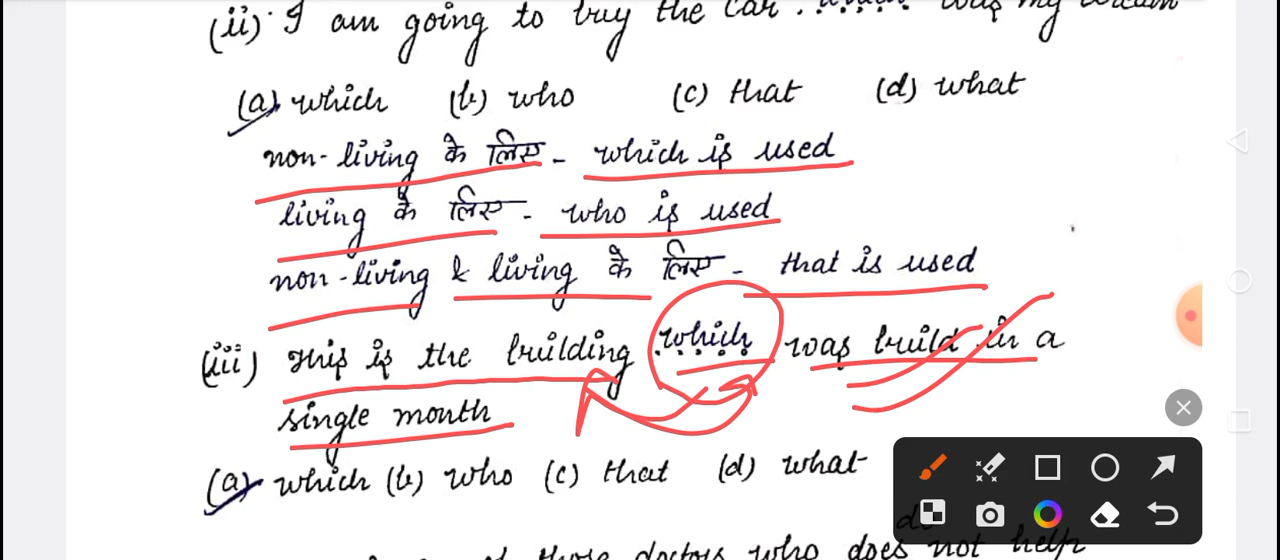 (ii). I am going to buy the car. ........ was my dream
(a) which (b) who (c) that (d) what
non-living के लिए - which is used
living के लिए - who is used
non-living & living के लिए - that is used
(iii) This is the building which was build in a
single month
(a) which (b) who (c) that (d) what
those doctors who does not help
do